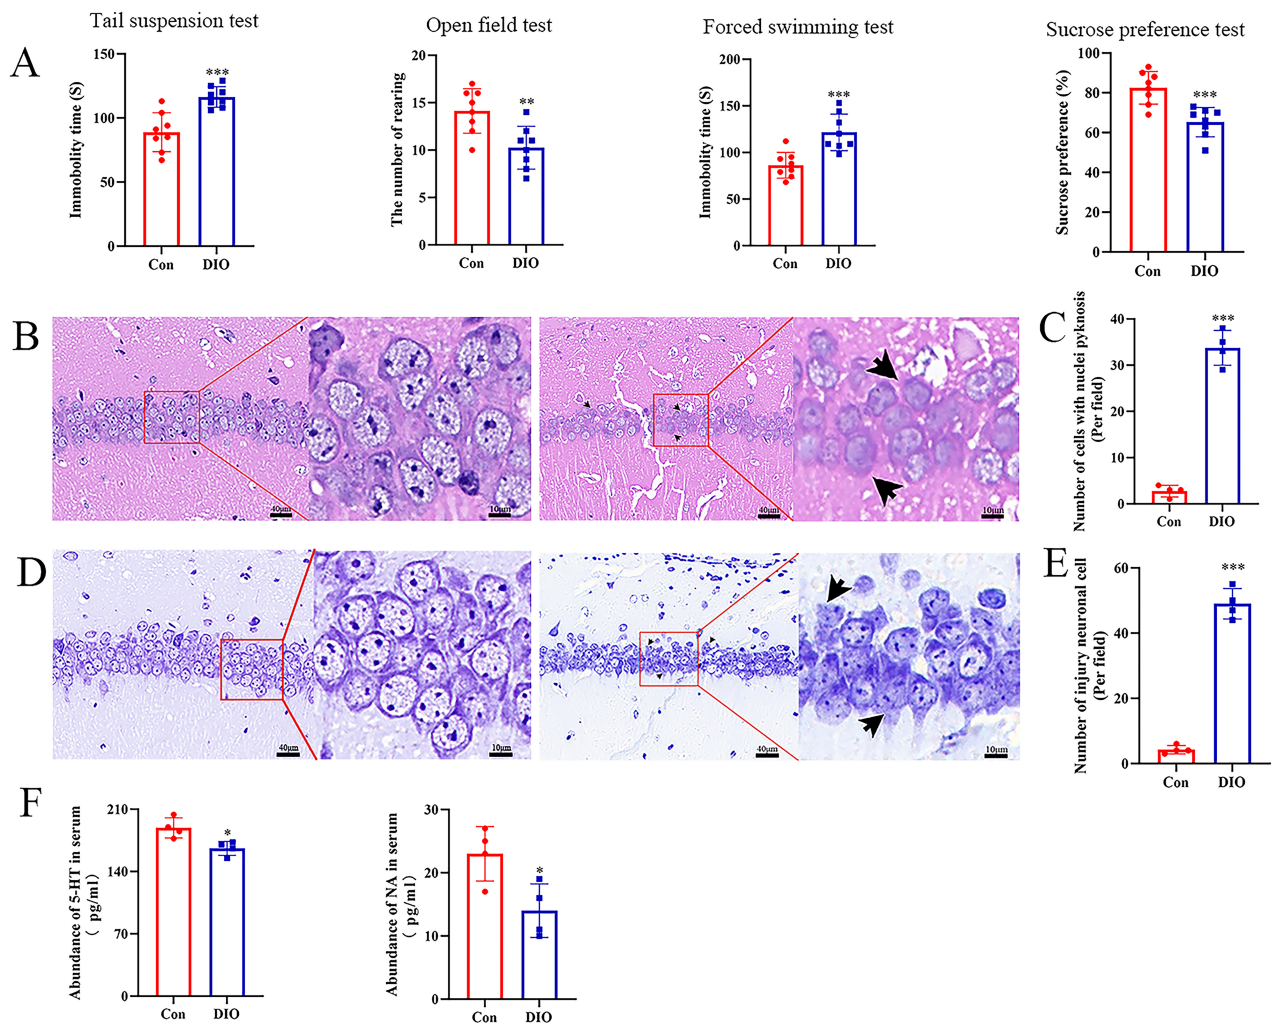 Tail suspension test
Open field test
Forced swimming test
Sucrose preference test
A
Immobolity time (S)
150
100
50
0
***
Con
DIO
The number of rearing
20
15
10
5
0
**
Con
DIO
Immobolity time (S)
200
150
100
50
0
***
Con
DIO
Sucrose preference (%)
100
80
60
40
20
0
***
Con
DIO
B
40μm
10μm
40μm
10μm
C
Number of cells with nuclei pyknosis
(Per field)
40
30
20
10
0
***
Con
DIO
D
40μm
10μm
40μm
10μm
E
Number of injury neuronal cell
(Per field)
60
40
20
0
***
Con
DIO
F
Abundance of 5-HT in serum
( pg/ml)
210
140
70
0
*
Con
DIO
Abundance of NA in serum
( pg/ml)
30
20
10
0
*
Con
DIO